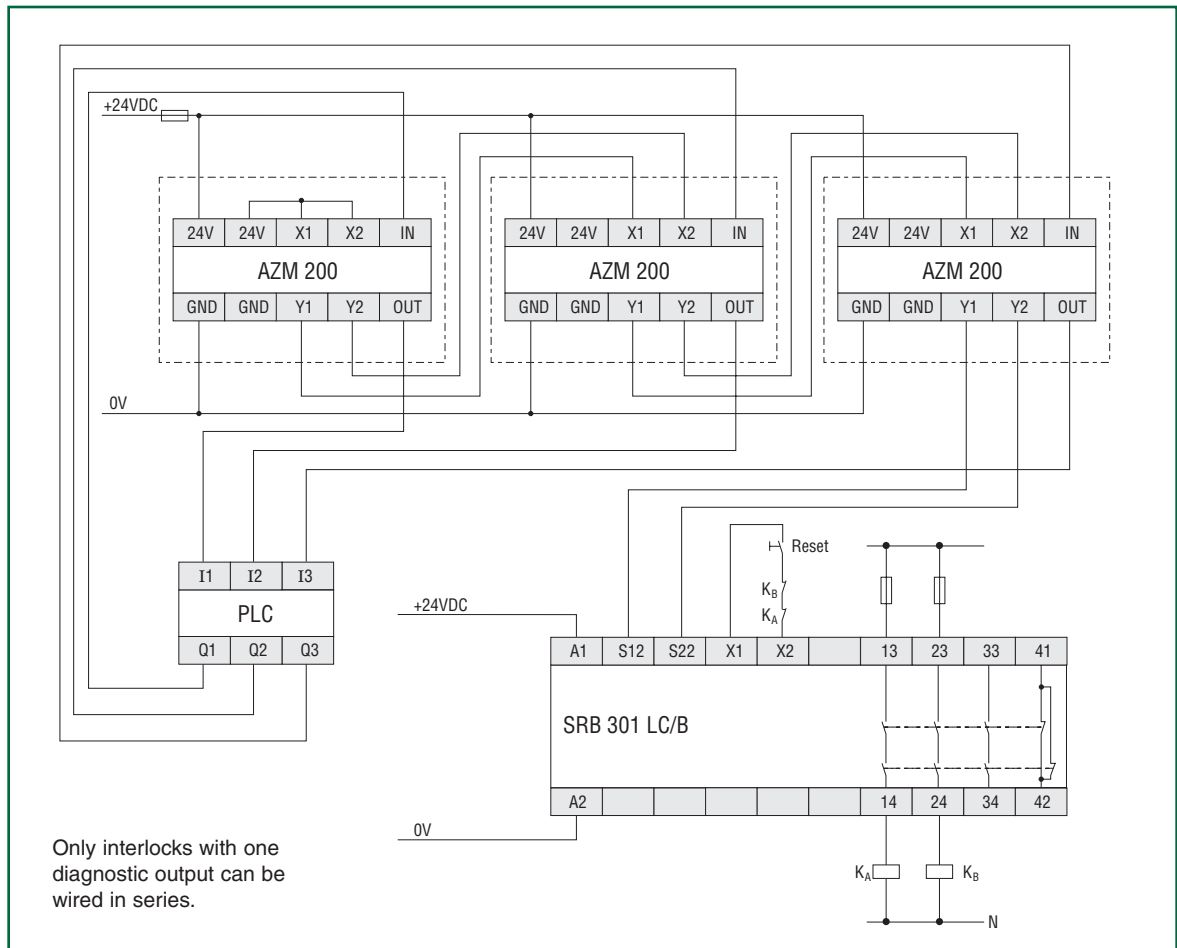 +24VDC
24V 24V X1 X2 IN
AZM 200
GND GND Y1 Y2 OUT
24V 24V X1 X2 IN
AZM 200
GND GND Y1 Y2 OUT
24V 24V X1 X2 IN
AZM 200
GND GND Y1 Y2 OUT
0V
I1 I2 I3
PLC
Q1 Q2 Q3
Reset
KB
KA
+24VDC
A1 S12 S22 X1 X2 13 23 33 41
SRB 301 LC/B
A2 14 24 34 42
0V
KA KB
N
Only interlocks with one
diagnostic output can be
wired in series.